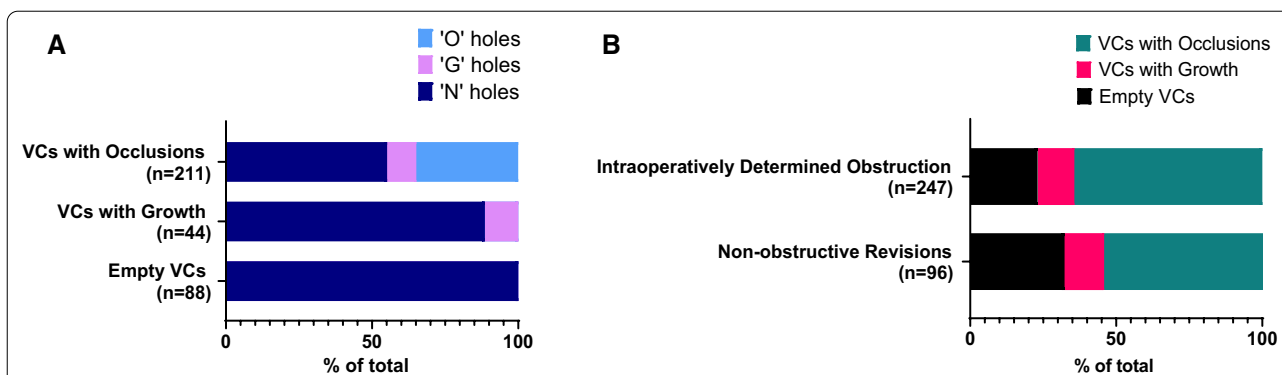 A
'O' holes
'G' holes
'N' holes
VCs with Occlusions
(n=211)
VCs with Growth
(n=44)
Empty VCs
(n=88)
0
50
100
% of total
B
VCs with Occlusions
VCs with Growth
Empty VCs
Intraoperatively Determined Obstruction
(n=247)
Non-obstructive Revisions
(n=96)
0
50
100
% of total